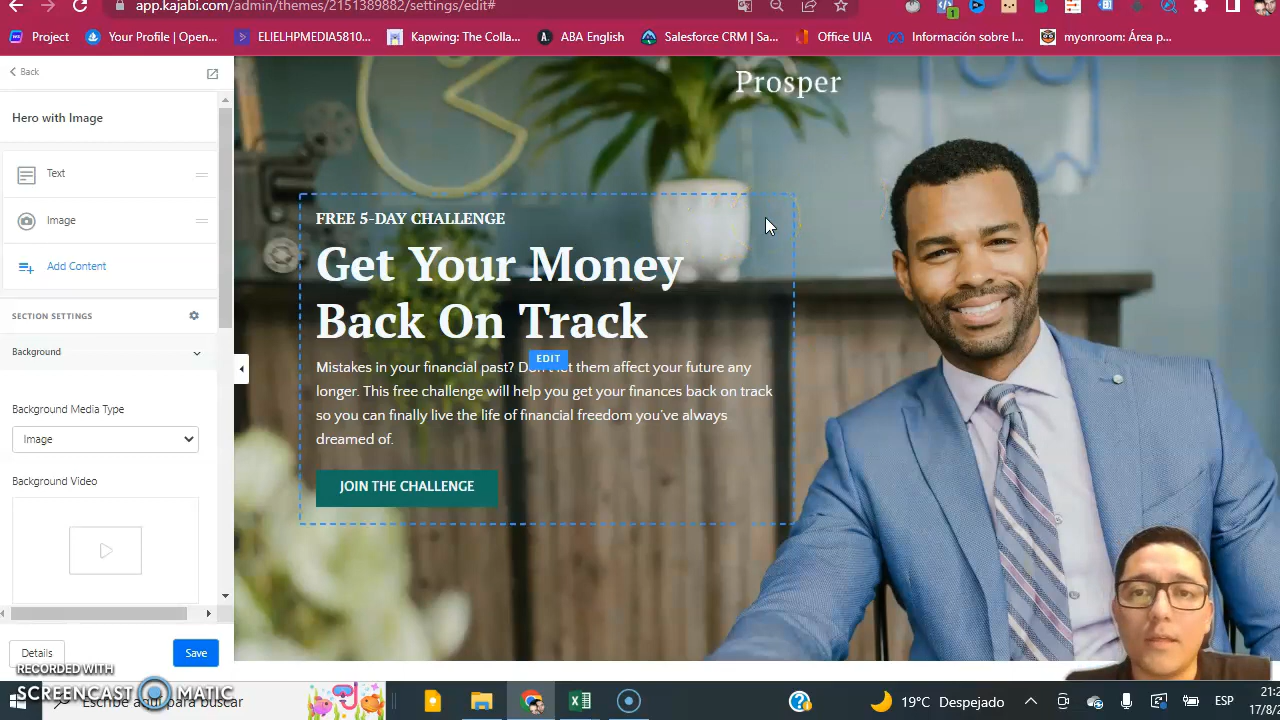 app.kajabi.com/admin/themes/2151389882/settings/edit#
1
Project
Your Profile | Open...
ELIELHPMEDIA5810...
Kapwing: The Colla...
ABA English
Salesforce CRM | Sa...
Office UIA
Información sobre l...
myonroom: Área p...
Back
Hero with Image
Text
Image
Add Content
SECTION SETTINGS
Background
Background Media Type
Image
Background Video
Details
Save
Prosper
FREE 5-DAY CHALLENGE
Get Your Money
Back On Track
EDIT
Mistakes in your financial past? Don't let them affect your future any
longer. This free challenge will help you get your finances back on track
so you can finally live the life of financial freedom you've always
dreamed of.
JOIN THE CHALLENGE
RECORDED WITH
SCREENCAST MATIC
Escribe aquí para buscar
19°C Despejado
ESP
21:2
17/8/